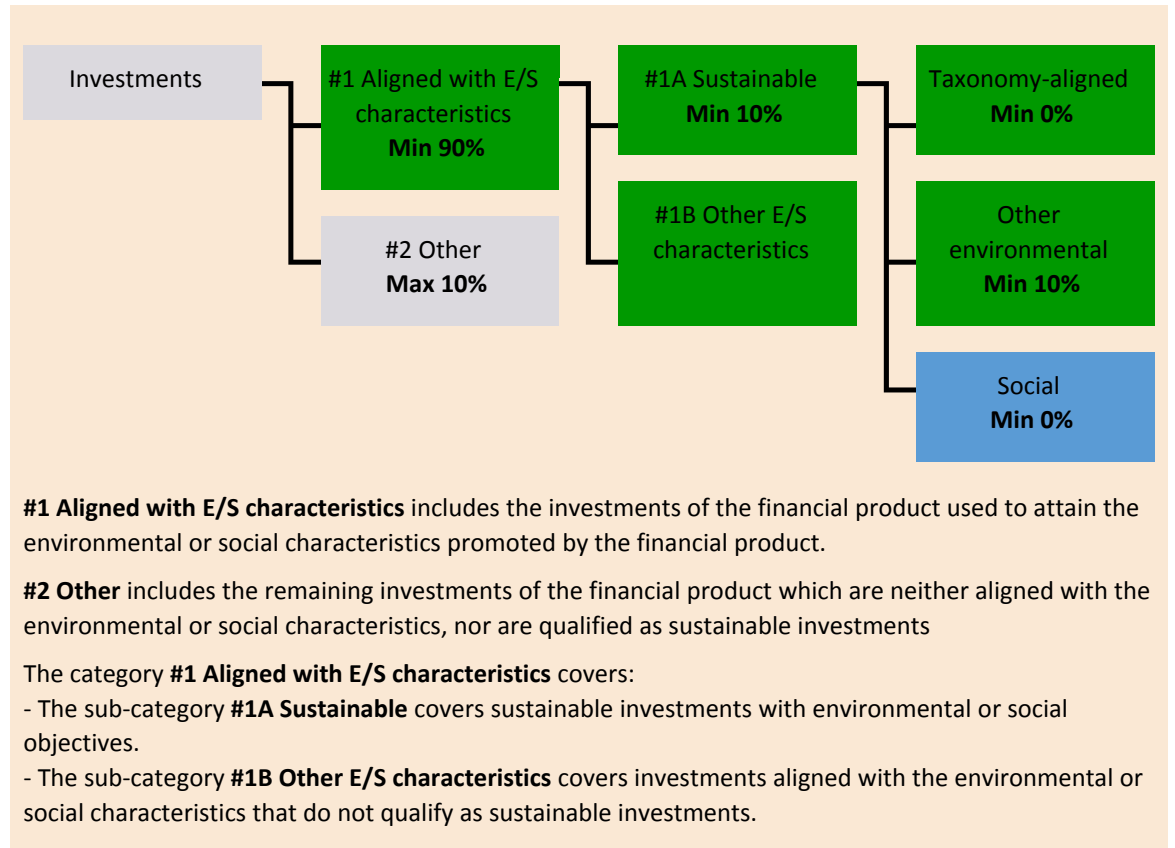 Investments
#1 Aligned with E/S
characteristics
Min 90%
#2 Other
Max 10%
#1A Sustainable
Min 10%
#1B Other E/S
characteristics
Taxonomy-aligned
Min 0%
Other
environmental
Min 10%
Social
Min 0%
#1 Aligned with E/S characteristics includes the investments of the financial product used to attain the
environmental or social characteristics promoted by the financial product.
#2 Other includes the remaining investments of the financial product which are neither aligned with the
environmental or social characteristics, nor are qualified as sustainable investments
The category #1 Aligned with E/S characteristics covers:
- The sub-category #1A Sustainable covers sustainable investments with environmental or social
objectives.
- The sub-category #1B Other E/S characteristics covers investments aligned with the environmental or
social characteristics that do not qualify as sustainable investments.